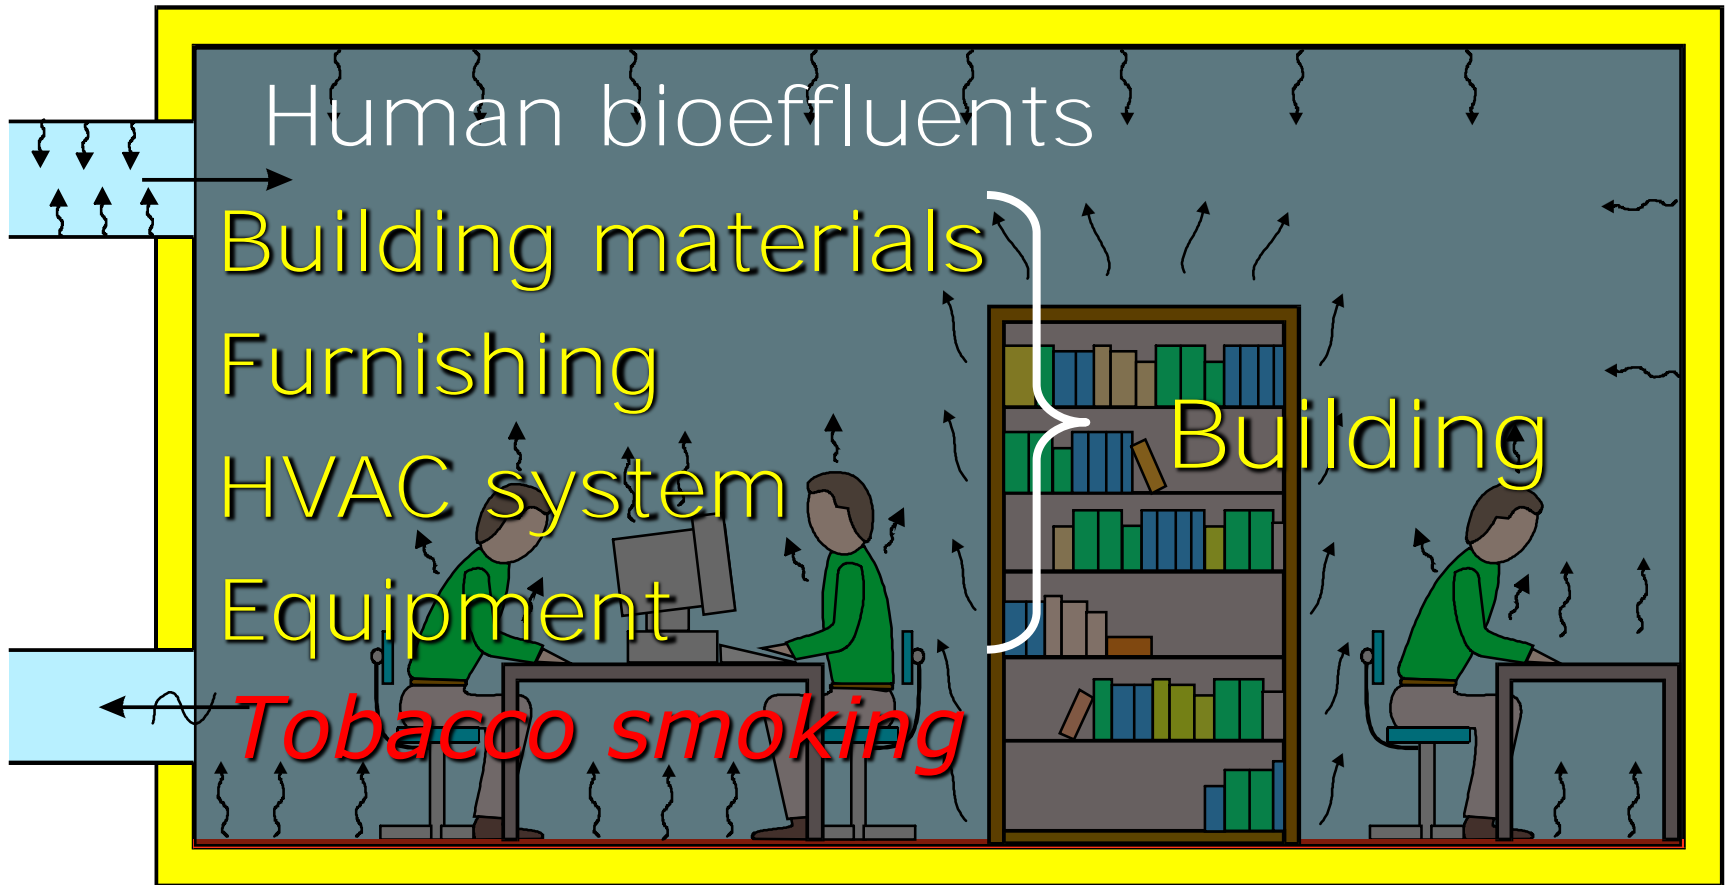 Human bioeffluents
Building materials
Furnishing
HVAC system
Equipment
Building
Tobacco smoking